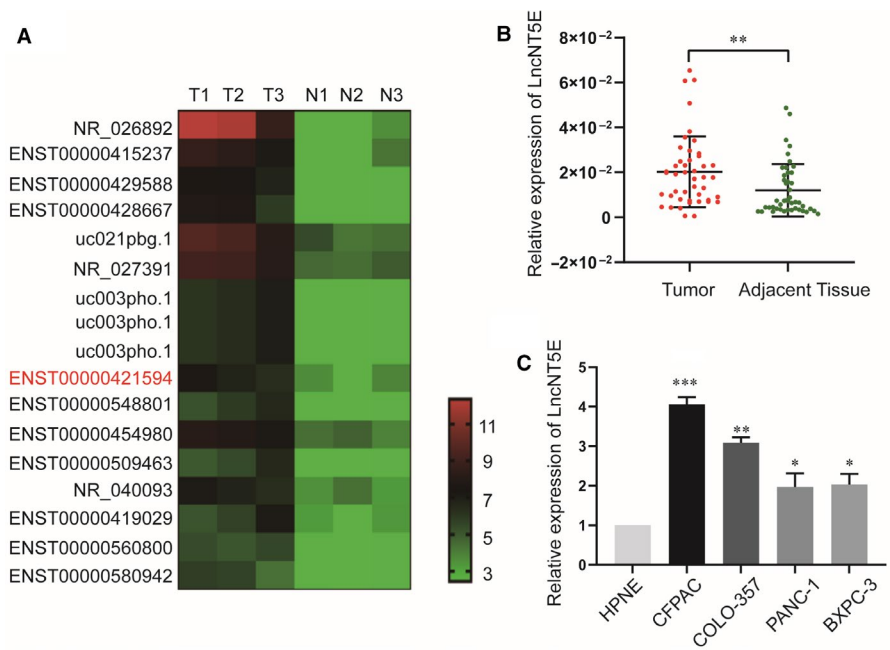 A
T1 T2 T3 N1 N2 N3
NR_026892
ENST00000415237
ENST00000429588
ENST00000428667
uc021pbg.1
NR_027391
uc003pho.1
uc003pho.1
uc003pho.1
ENST00000421594
ENST00000548801
ENST00000454980
ENST00000509463
NR_040093
ENST00000419029
ENST00000560800
ENST00000580942
11
9
7
5
3
B
Relative expression of LncNT5E
8×10⁻²
6×10⁻²
4×10⁻²
2×10⁻²
0
−2×10⁻²
**
Tumor Adjacent Tissue
C
Relative expression of LncNT5E
5
4
3
2
1
0
***
**
*
*
HPNE
CFPAC
COLO-357
PANC-1
BXPC-3